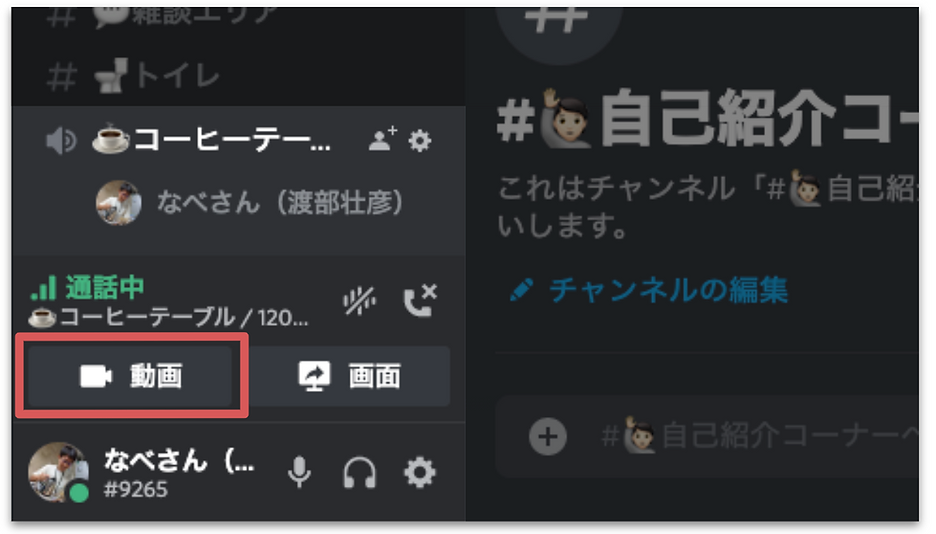 # 💬雑談エリア
# 🚽トイレ
☕コーヒーテー...
なべさん（渡部壮彦）
通話中
☕コーヒーテーブル / 120...
動画
画面
なべさん（...
#9265
#
#🙋自己紹介コー
これはチャンネル「#🙋自己紹
いします。
チャンネルの編集
#🙋自己紹介コーナーへ